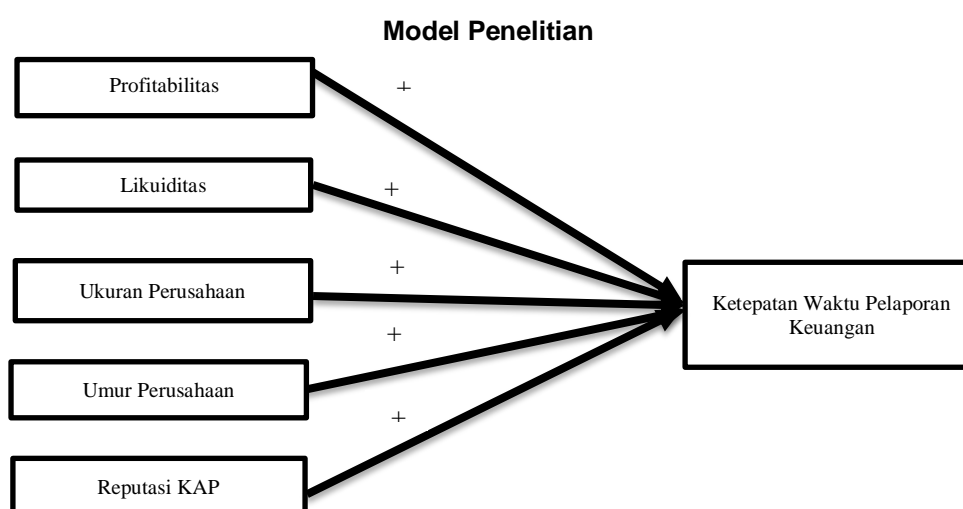 Model Penelitian
Profitabilitas
+
Likuiditas
+
Ukuran Perusahaan
+
Ketepatan Waktu Pelaporan
Keuangan
+
Umur Perusahaan
+
Reputasi KAP